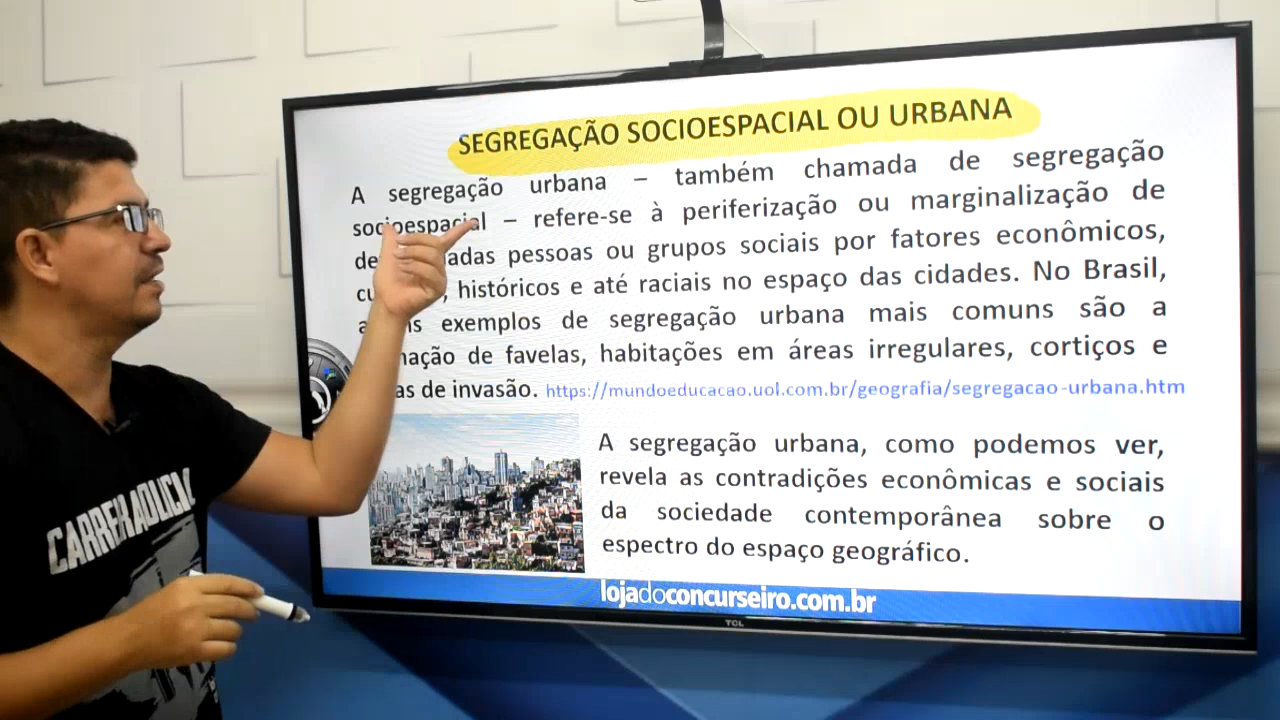 SEGREGAÇÃO SOCIOESPACIAL OU URBANA
A segregação urbana – também chamada de segregação
socioespacial – refere-se à periferização ou marginalização de
pessoas ou grupos sociais por fatores econômicos,
históricos e até raciais no espaço das cidades. No Brasil,
exemplos de segregação urbana mais comuns são a
de favelas, habitações em áreas irregulares, cortiços e
de invasão. https://mundoeducacao.uol.com.br/geografia/segregacao-urbana.htm
A segregação urbana, como podemos ver,
revela as contradições econômicas e sociais
da sociedade contemporânea sobre o
espectro do espaço geográfico.
lojadoconcurseiro.com.br
TCL